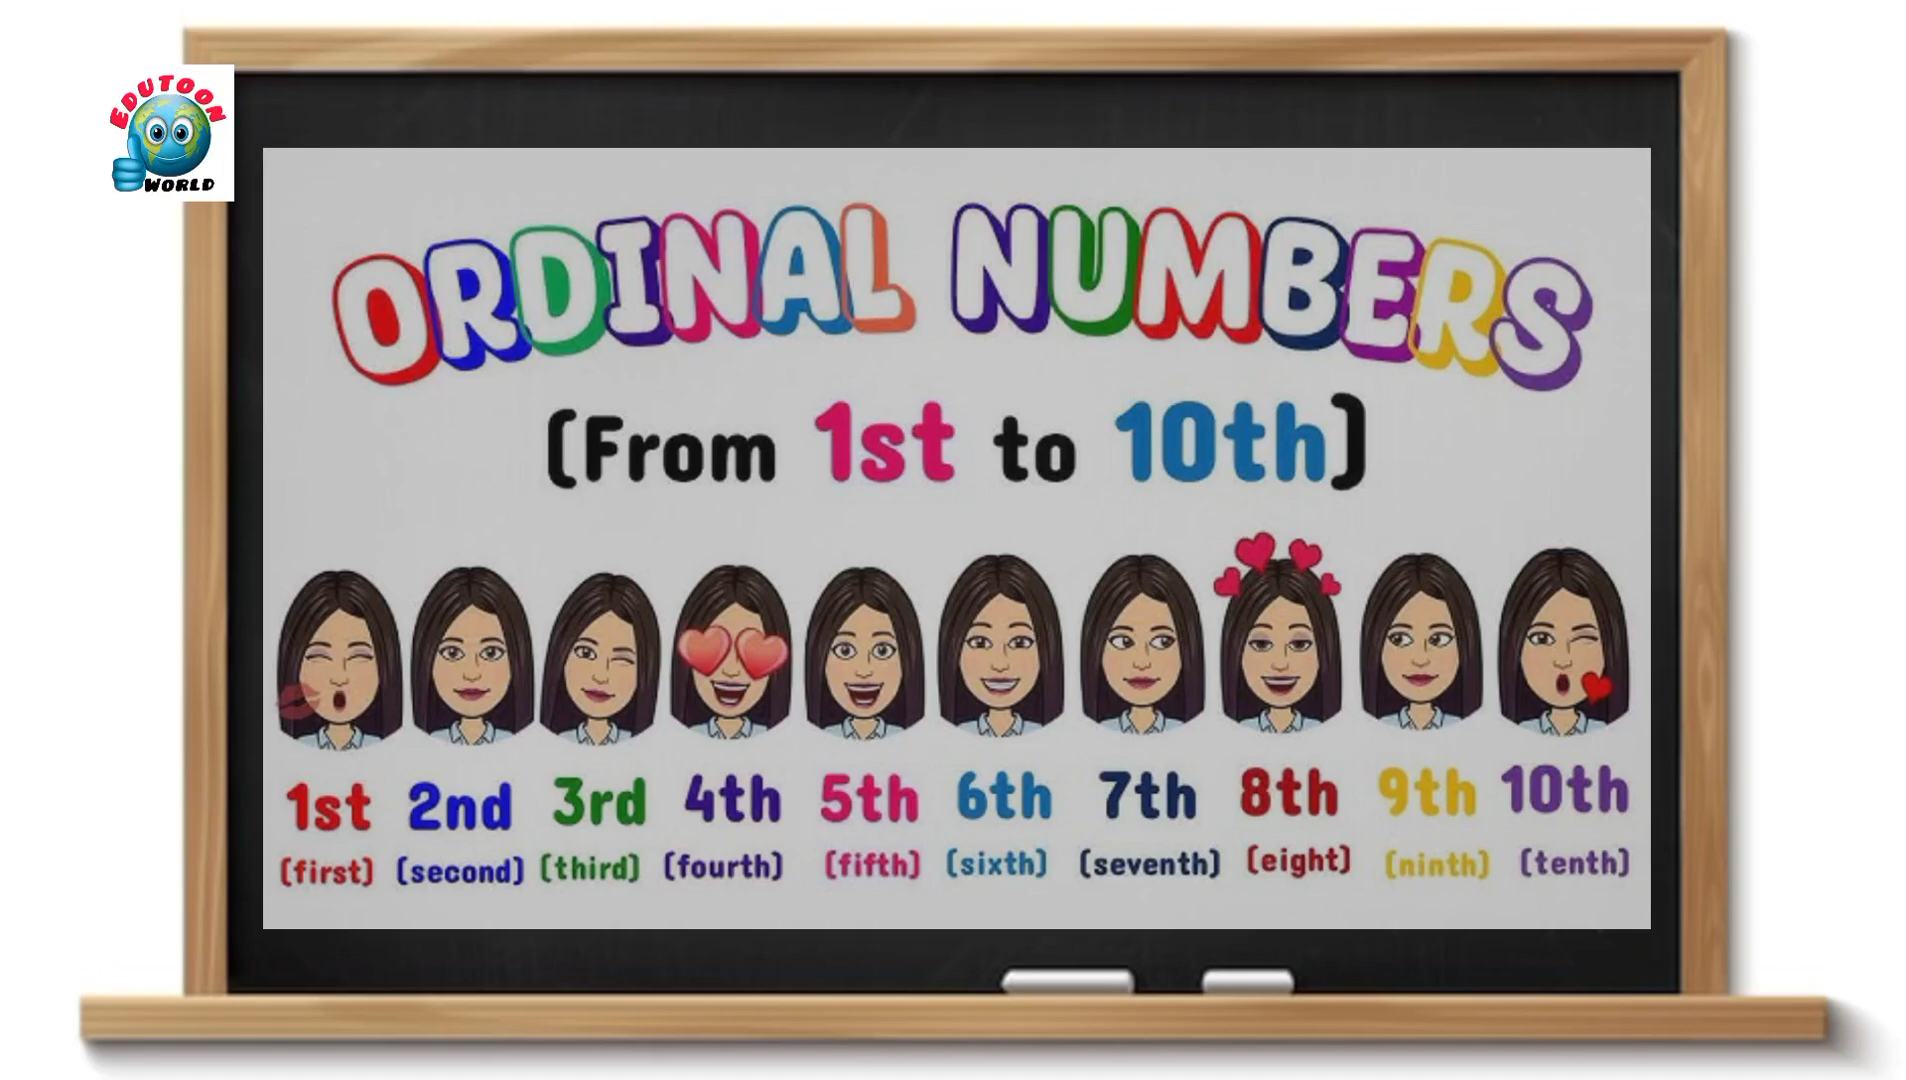 EDUTOON
WORLD
ORDINAL NUMBERS
(From 1st to 10th)
1st 2nd 3rd 4th 5th 6th 7th 8th 9th 10th
(first) (second) (third) (fourth) (fifth) (sixth) (seventh) (eight) (ninth) (tenth)